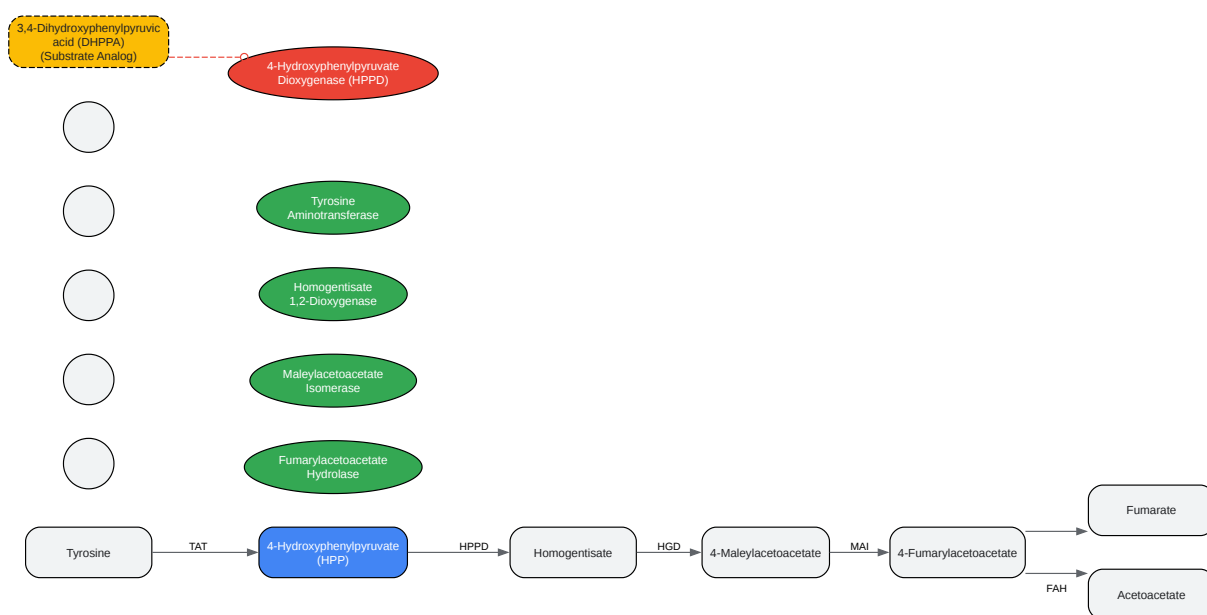 3,4-Dihydroxyphenylpyruvic
acid (DHPPA)
(Substrate Analog)
4-Hydroxyphenylpyruvate
Dioxygenase (HPPD)
Tyrosine
Aminotransferase
Homogentisate
1,2-Dioxygenase
Maleylacetoacetate
Isomerase
Fumarylacetoacetate
Hydrolase
Tyrosine
TAT
4-Hydroxyphenylpyruvate
(HPP)
HPPD
Homogentisate
HGD
4-Maleylacetoacetate
MAI
4-Fumarylacetoacetate
Fumarate
FAH
Acetoacetate